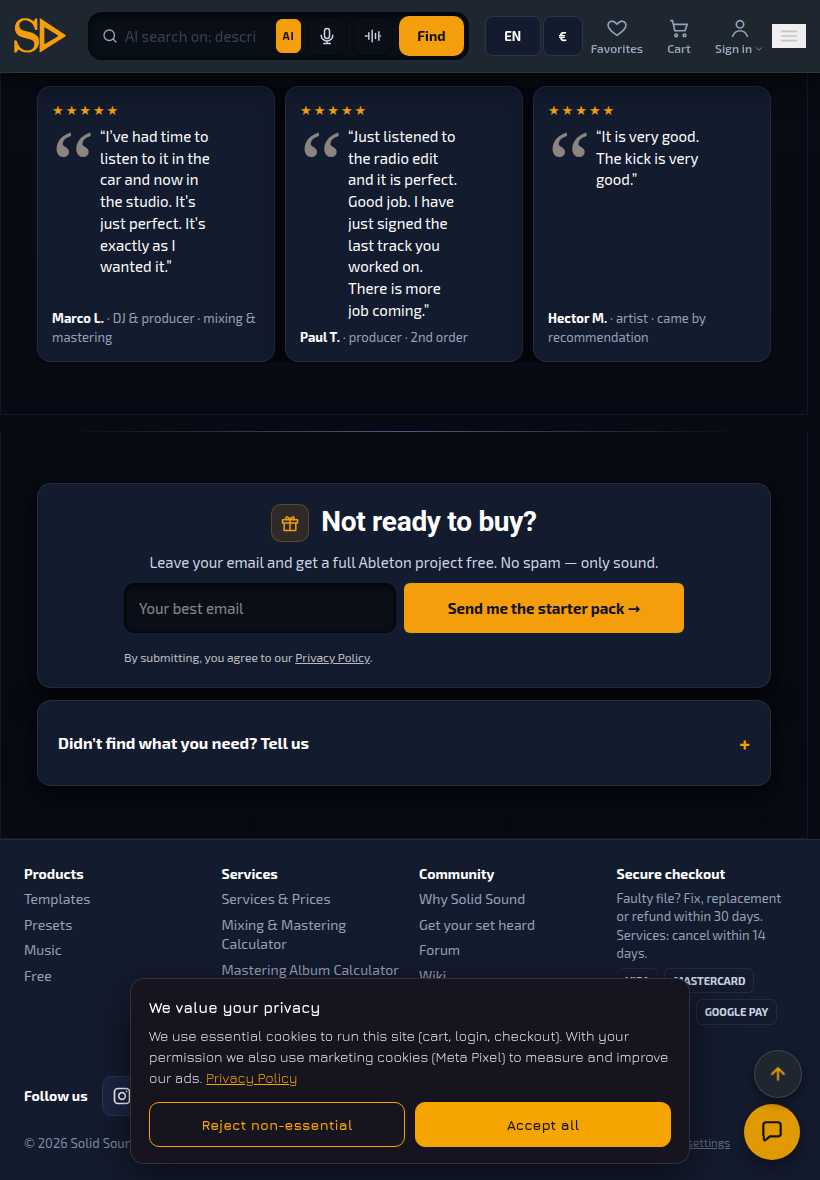 SD
AI search on: descri
AI
Find
EN
€
Favorites
Cart
Sign in
★★★★★
“I’ve had time to
listen to it in the
car and now in
the studio. It’s
just perfect. It’s
exactly as I
wanted it.”
Marco L. · DJ & producer · mixing &
mastering
★★★★★
“Just listened to
the radio edit
and it is perfect.
Good job. I have
just signed the
last track you
worked on.
There is more
job coming.”
Paul T. · producer · 2nd order
★★★★★
“It is very good.
The kick is very
good.”
Hector M. · artist · came by
recommendation
Not ready to buy?
Leave your email and get a full Ableton project free. No spam — only sound.
Your best email
Send me the starter pack →
By submitting, you agree to our Privacy Policy.
Didn’t find what you need? Tell us
+
Products
Templates
Presets
Music
Free
Services
Services & Prices
Mixing & Mastering
Calculator
Mastering Album Calculator
Community
Why Solid Sound
Get your set heard
Forum
Wiki
Secure checkout
Faulty file? Fix, replacement
or refund within 30 days.
Services: cancel within 14
days.
MASTERCARD
GOOGLE PAY
We value your privacy
We use essential cookies to run this site (cart, login, checkout). With your
permission we also use marketing cookies (Meta Pixel) to measure and improve
our ads. Privacy Policy
Reject non-essential
Accept all
Follow us
© 2026 Solid
settings